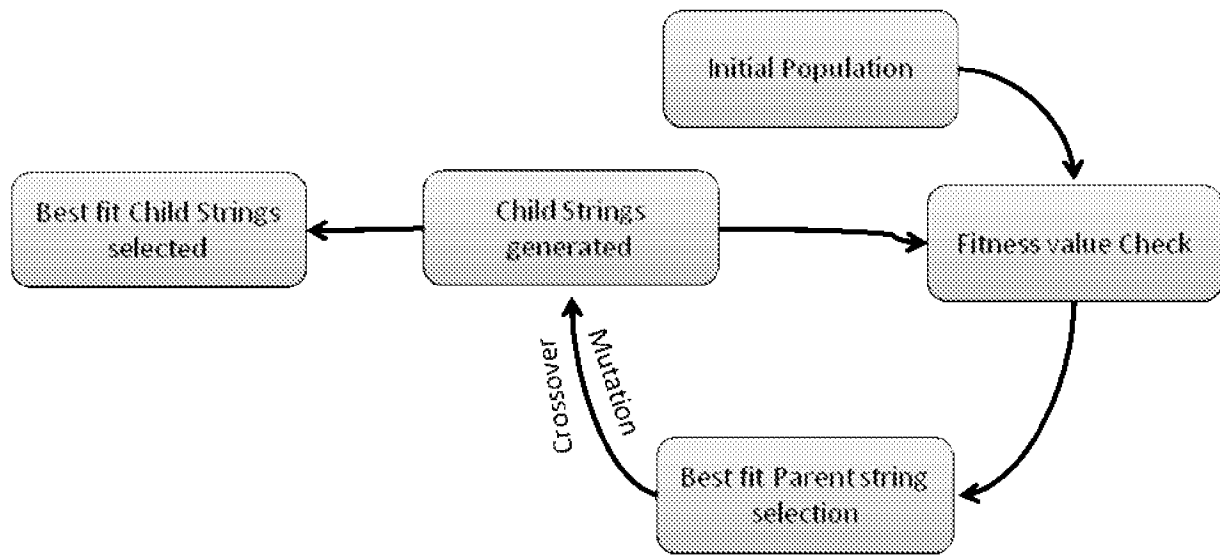 Initial Population
Best fit Child Strings
selected
Child Strings
generated
Fitness value Check
Crossover
Mutation
Best fit Parent string
selection